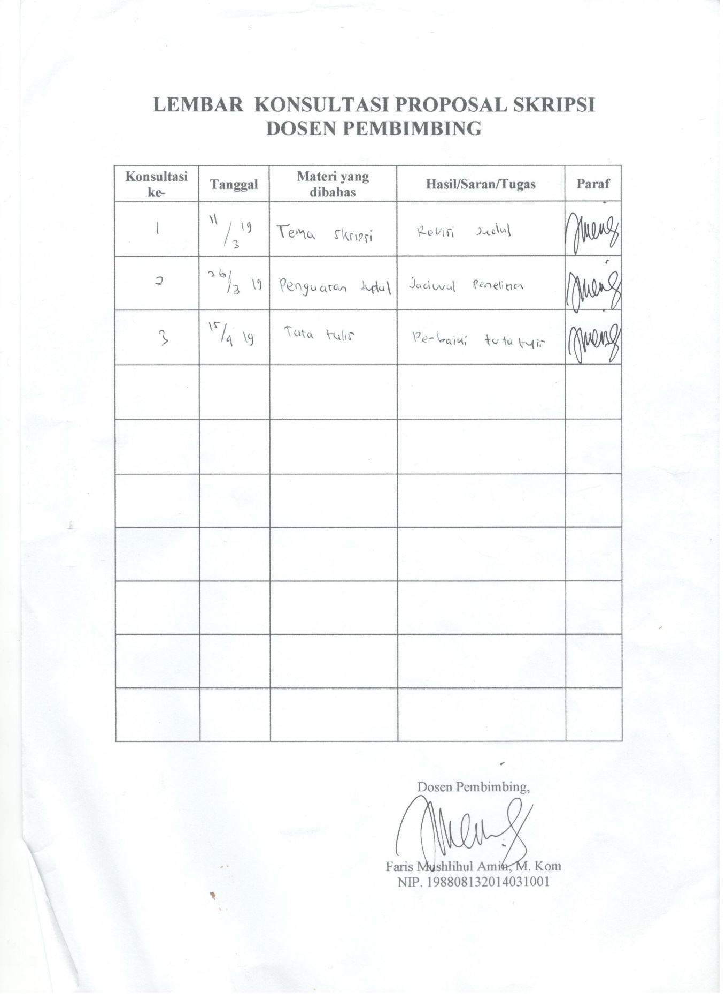 LEMBAR KONSULTASI PROPOSAL SKRIPSI
DOSEN PEMBIMBING
Konsultasi ke- Tanggal Materi yang dibahas Hasil/Saran/Tugas Paraf
1 11/3 19 Tema skripsi Revisi Judul
2 26/3 19 Penguatan Judul Jadwal Penelitian
3 15/4 19 Tata tulis Perbaiki tata tulis
Dosen Pembimbing,
Faris Mushlihul Amin, M. Kom
NIP. 198808132014031001